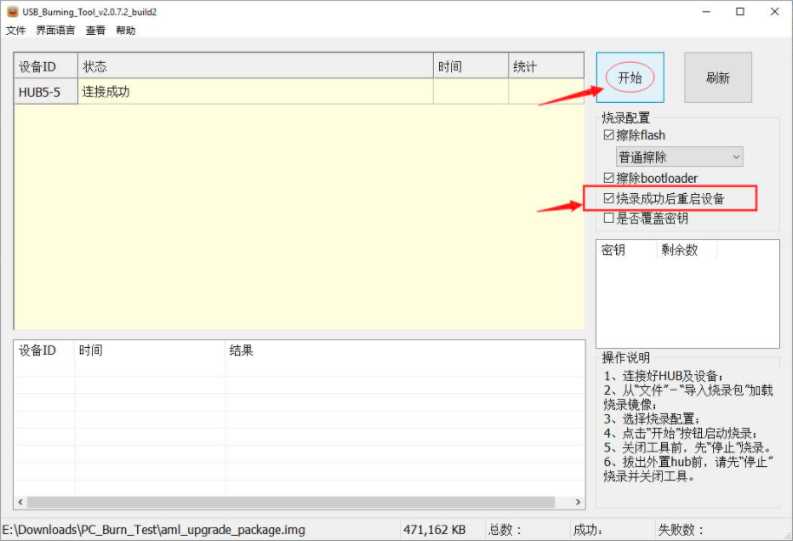 USB_Burning_Tool_v2.0.7.2_build2
文件 界面语言 查看 帮助
设备ID 状态 时间 统计
HUB5-5 连接成功
开始 刷新
烧录配置
擦除flash
普通擦除
擦除bootloader
烧录成功后重启设备
是否覆盖密钥
密钥 剩余数
设备ID 时间 结果
操作说明
1、连接好HUB及设备;
2、从“文件”－“导入烧录包”加载
烧录镜像;
3、选择烧录配置;
4、点击“开始”按钮启动烧录;
5、关闭工具前，先“停止”烧录。
6、拔出外置hub前，请先“停止”
烧录并关闭工具。
E:\Downloads\PC_Burn_Test\aml_upgrade_package.img 471,162 KB 总数： 成功: 失败数：